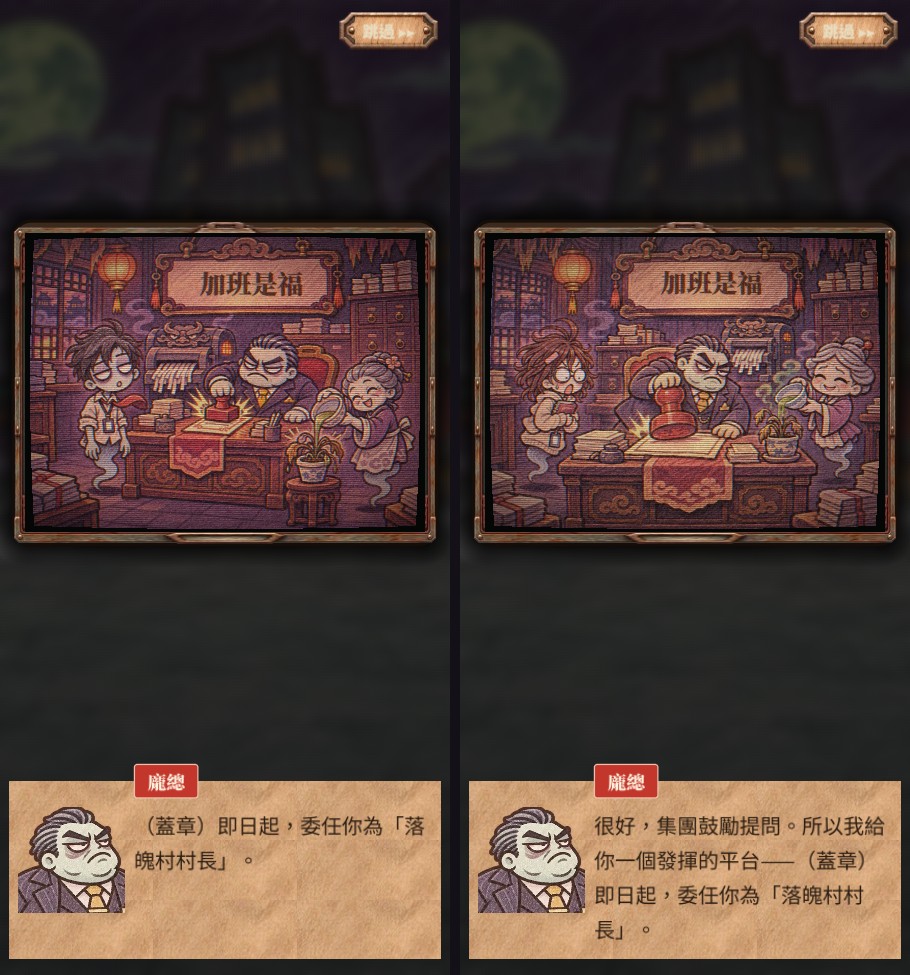 跳過
加班是福
龐總
（蓋章）即日起，委任你為「落
魄村村長」。
跳過
加班是福
龐總
很好，集團鼓勵提問。所以我給
你一個發揮的平台——（蓋章）
即日起，委任你為「落魄村村
長」。